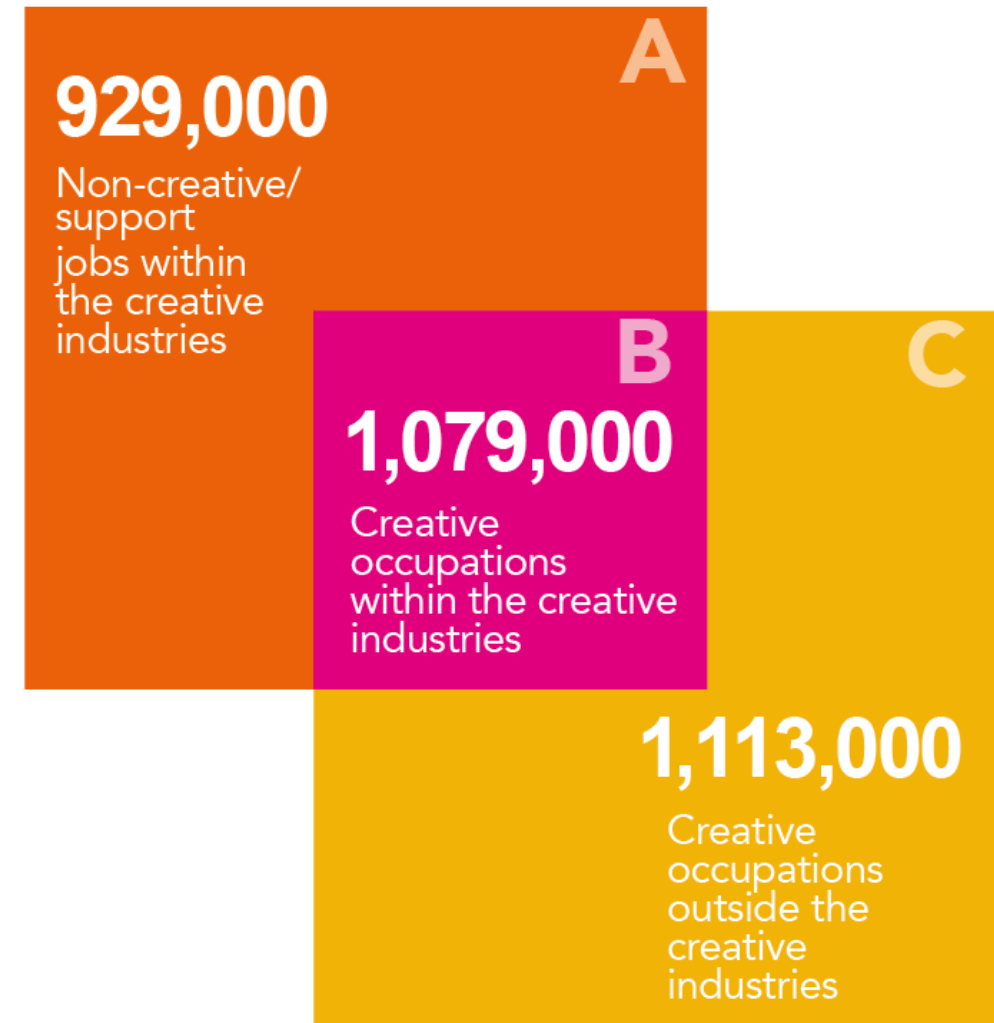 A
929,000
Non-creative/
support
jobs within
the creative
industries
B
C
1,079,000
Creative
occupations
within the creative
industries
1,113,000
Creative
occupations
outside the
creative
industries